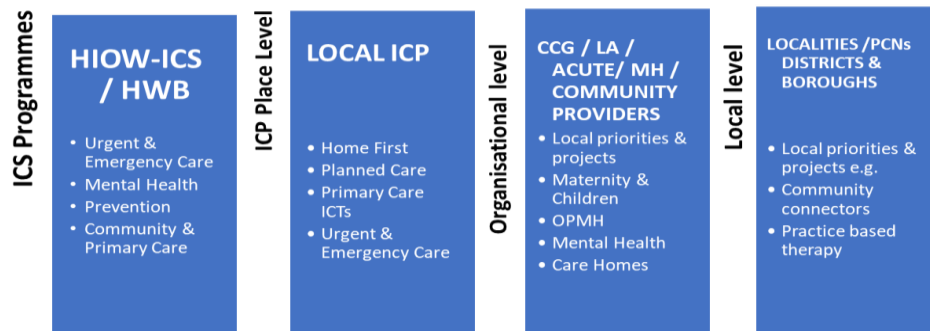 ICS Programmes
HIOW-ICS
/ HWB
• Urgent &
Emergency Care
• Mental Health
• Prevention
• Community &
Primary Care
ICP Place Level
LOCAL ICP
• Home First
• Planned Care
• Primary Care
ICTs
• Urgent &
Emergency Care
Organisational level
CCG / LA /
ACUTE/ MH /
COMMUNITY
PROVIDERS
• Local priorities &
projects
• Maternity &
Children
• OPMH
• Mental Health
• Care Homes
Local level
LOCALITIES /PCNs
DISTRICTS &
BOROUGHS
• Local priorities &
projects e.g.
• Community
connectors
• Practice based
therapy